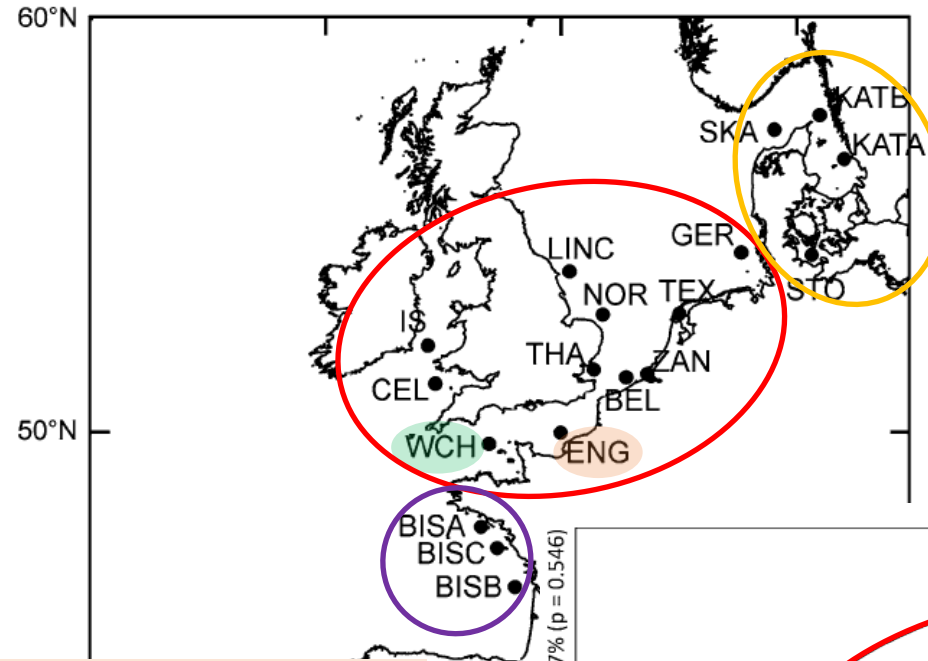 60°N
KATB
SKA
KATA
GER
LINC
STO
NOR
TEX
IS
THA
ZAN
CEL
BEL
50°N
WCH
ENG
BISA
BISC
BISB
7% (p = 0.546)